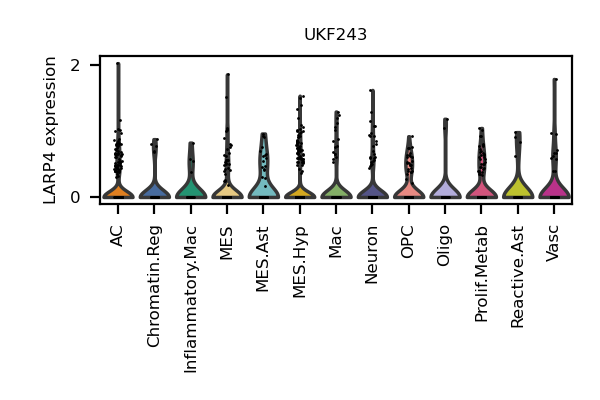 UKF243
LARP4 expression
2
0
AC
Chromatin.Reg
Inflammatory.Mac
MES
MES.Ast
MES.Hyp
Mac
Neuron
OPC
Oligo
Prolif.Metab
Reactive.Ast
Vasc